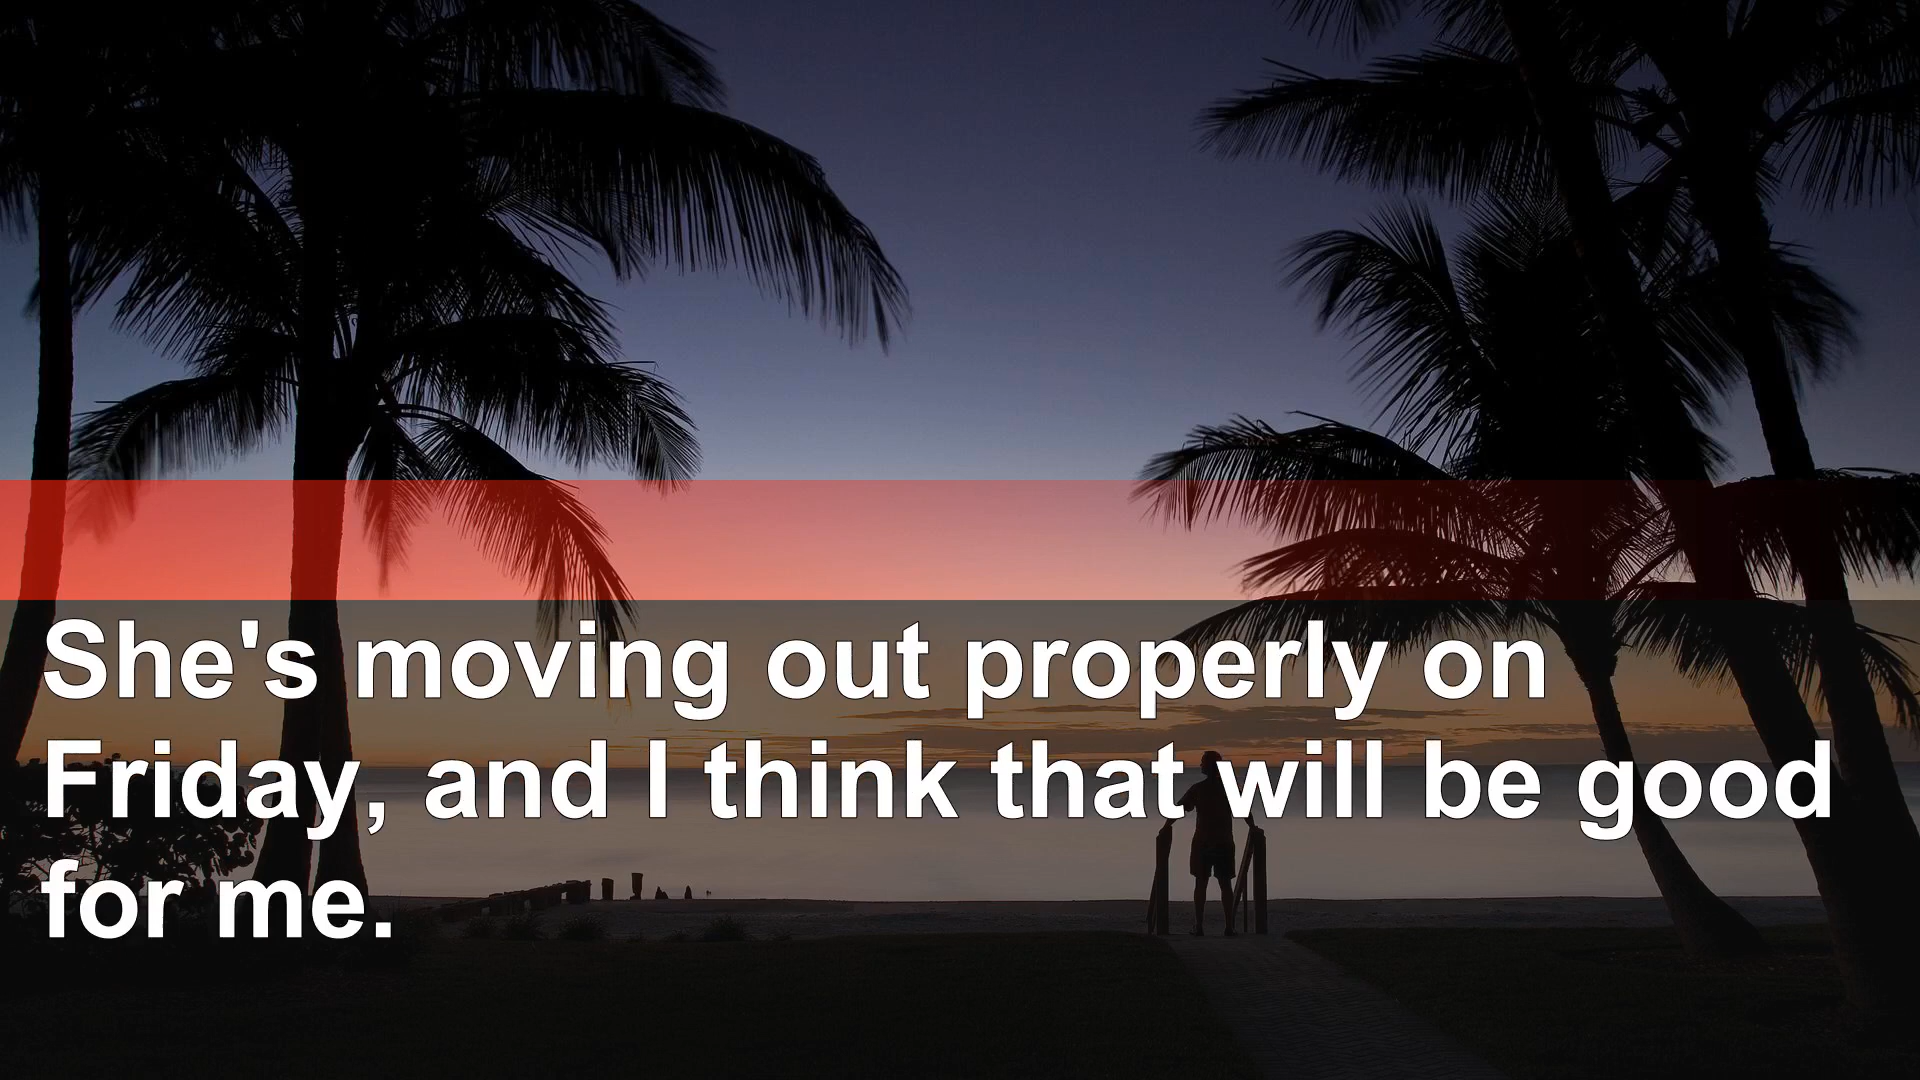 She's moving out properly on
Friday, and I think that will be good
for me.